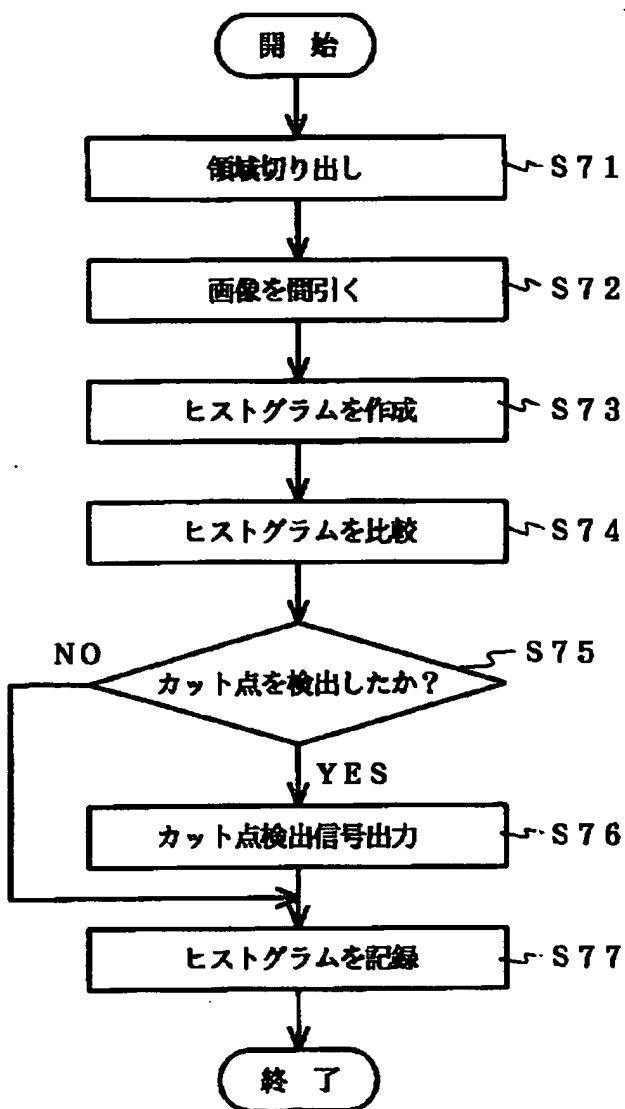 開 始
領域切り出し S71
画像を間引く S72
ヒストグラムを作成 S73
ヒストグラムを比較 S74
NO カット点を検出したか? S75
YES
カット点検出信号出力 S76
ヒストグラムを記録 S77
終 了